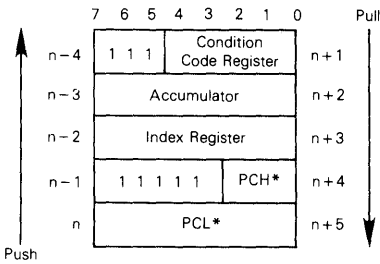 7 6 5 4 3 2 1 0
Pull
n-4 1 1 1 Condition Code Register n+1
n-3 Accumulator n+2
n-2 Index Register n+3
n-1 1 1 1 1 1 PCH* n+4
n PCL* n+5
Push